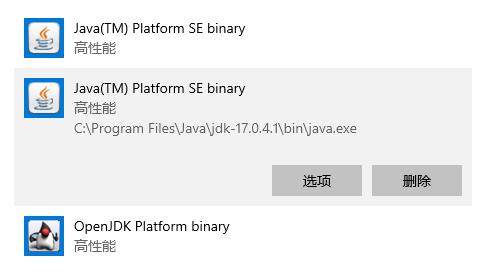 Java(TM) Platform SE binary
高性能
Java(TM) Platform SE binary
高性能
C:\Program Files\Java\jdk-17.0.4.1\bin\java.exe
选项
删除
OpenJDK Platform binary
高性能